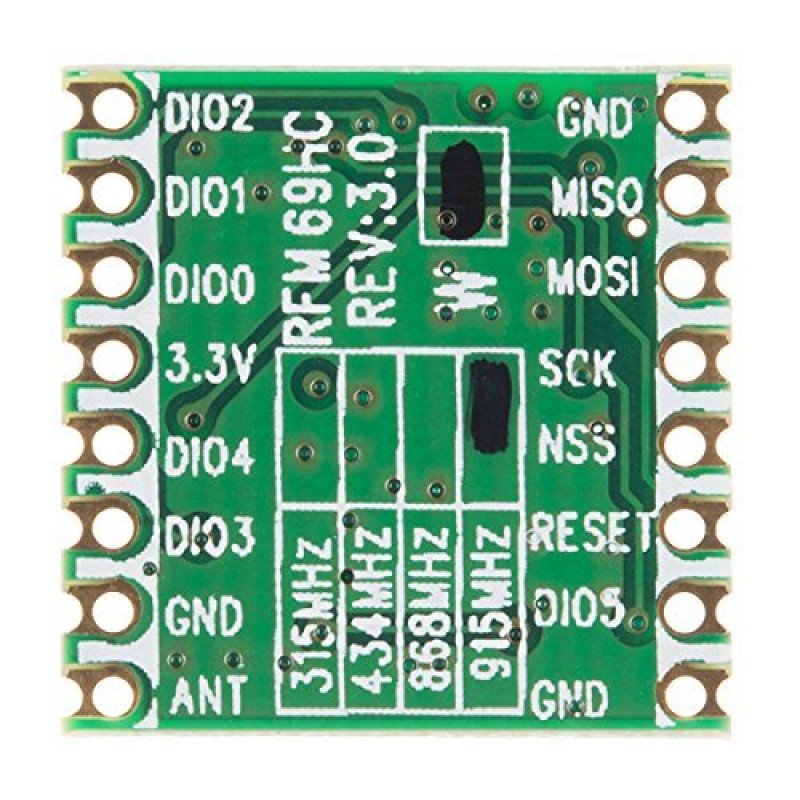 DIO2
DIO1
DIO0
3.3V
DIO4
DIO3
GND
ANT
RFM69HC
REV:3.0
W
315MHz
434MHz
868MHz
915MHz
GND
MISO
MOSI
SCK
NSS
RESET
DIO5
GND